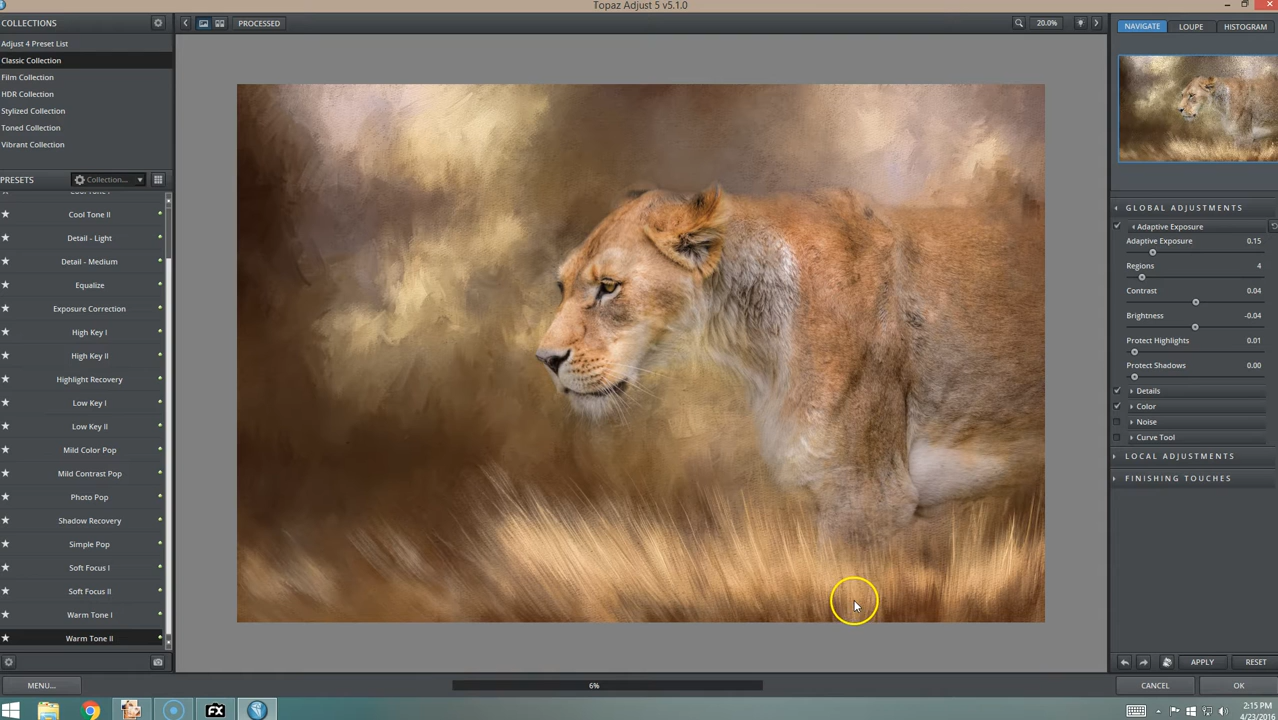 Topaz Adjust 5 v5.1.0
COLLECTIONS
Adjust 4 Preset List
Classic Collection
Film Collection
HDR Collection
Stylized Collection
Toned Collection
Vibrant Collection
PRESETS
Collection...
Cool Tone II
Detail - Light
Detail - Medium
Equalize
Exposure Correction
High Key I
High Key II
Highlight Recovery
Low Key I
Low Key II
Mild Color Pop
Mild Contrast Pop
Photo Pop
Shadow Recovery
Simple Pop
Soft Focus I
Soft Focus II
Warm Tone I
Warm Tone II
MENU...
PROCESSED
20.0%
6%
NAVIGATE LOUPE HISTOGRAM
GLOBAL ADJUSTMENTS
Adaptive Exposure
Adaptive Exposure 0.15
Regions 4
Contrast 0.04
Brightness -0.04
Protect Highlights 0.01
Protect Shadows 0.00
Details
Color
Noise
Curve Tool
LOCAL ADJUSTMENTS
FINISHING TOUCHES
APPLY RESET
CANCEL OK
FX
2:15 PM
4/23/2016